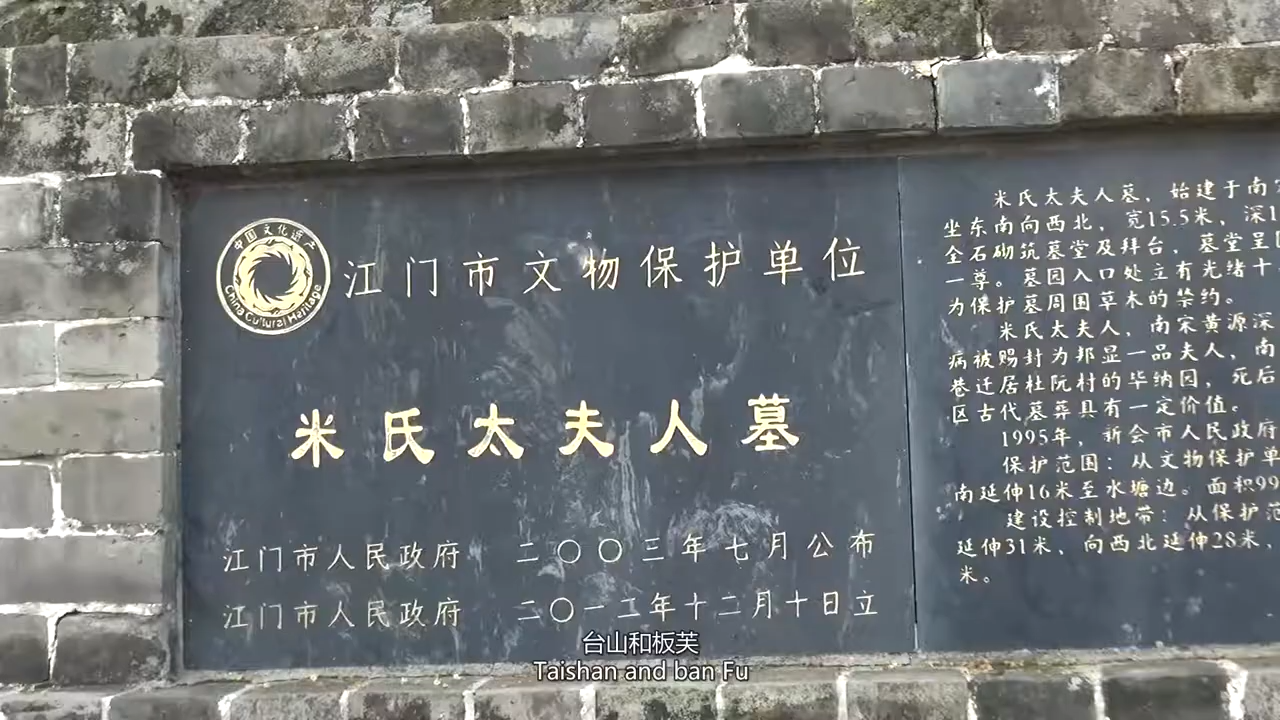 中国文化遗产
China Cultural Heritage
江门市文物保护单位
米氏太夫人墓
江门市人民政府 二〇〇三年七月公布
江门市人民政府 二〇一二年十二月十日立
米氏太夫人墓，始建于南宋
坐东南向西北，宽15.5米，深1
全石砌筑墓堂及拜台，墓堂呈
一尊。墓园入口处立有光绪十
为保护墓周围草木的禁约。
米氏太夫人，南宋黄源深
病被赐封为邦显一品夫人，南
巷迁居杜阮村的毕纳园，死后
区古代墓葬具有一定价值。
1995年，新会市人民政府
保护范围：从文物保护单
南延伸16米至水塘边。面积99
建设控制地带：从保护范
延伸31米，向西北延伸28米，
米。
台山和板芙
Taishan and ban Fu